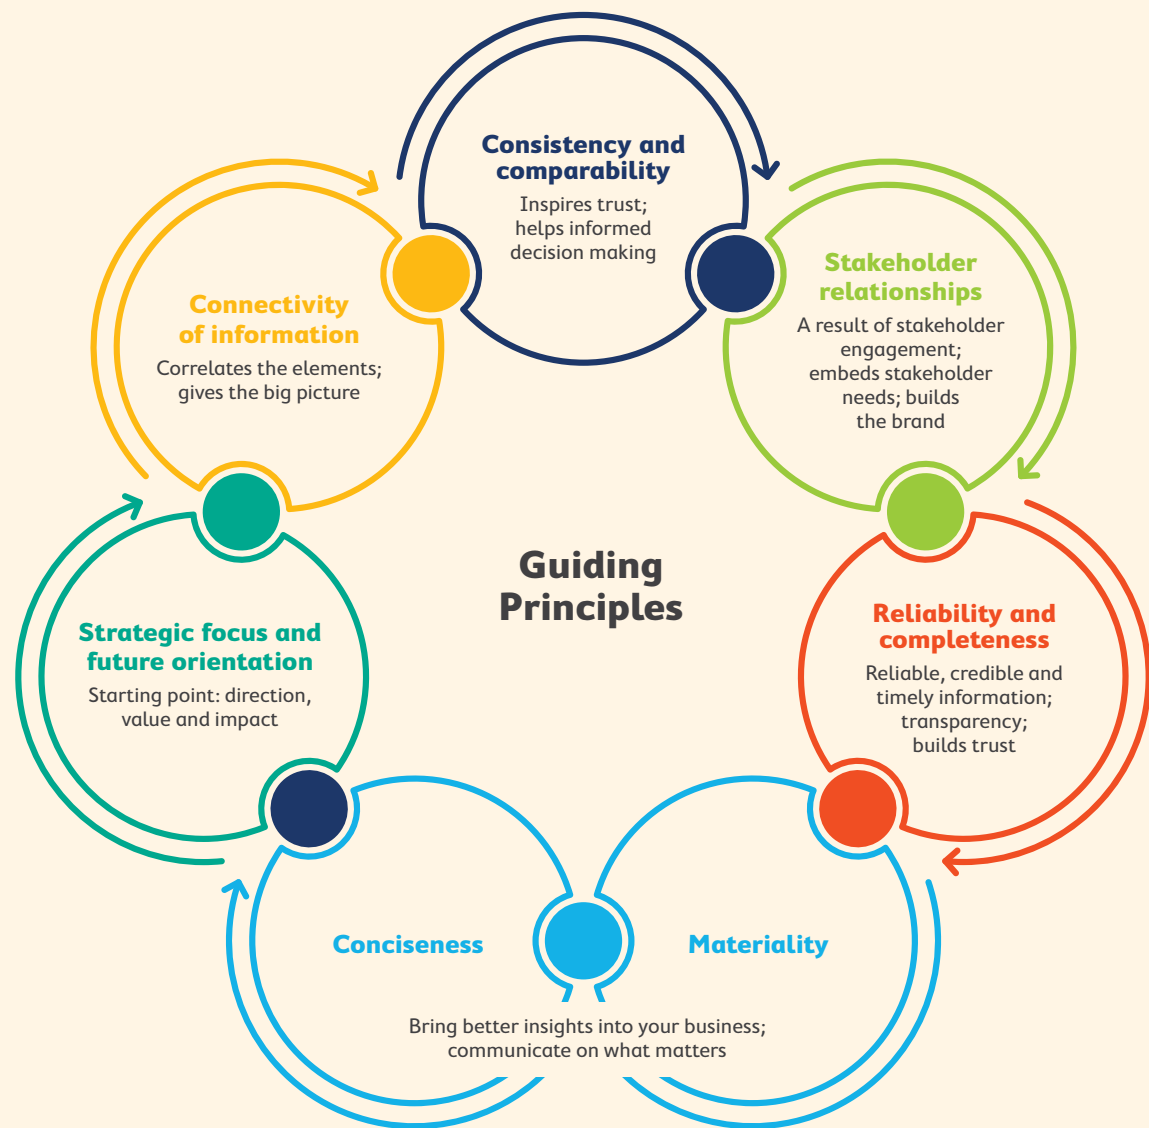 Consistency and
comparability
Inspires trust;
helps informed
decision making
Stakeholder
relationships
A result of stakeholder
engagement;
embeds stakeholder
needs; builds
the brand
Connectivity
of information
Correlates the elements;
gives the big picture
Guiding
Principles
Strategic focus and
future orientation
Starting point: direction,
value and impact
Reliability and
completeness
Reliable, credible and
timely information;
transparency;
builds trust
Conciseness
Materiality
Bring better insights into your business;
communicate on what matters